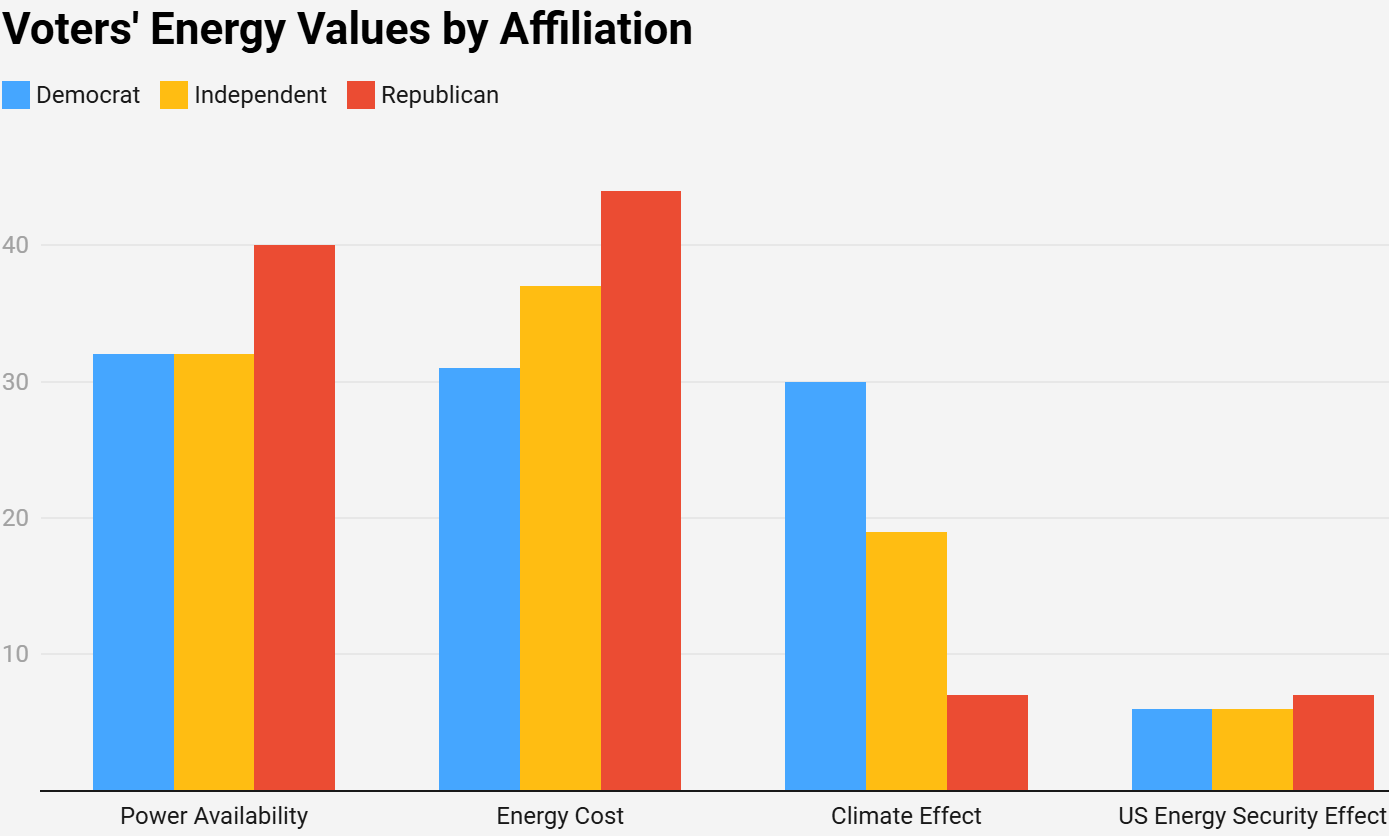 Voters' Energy Values by Affiliation
Democrat Independent Republican
40
30
20
10
Power Availability Energy Cost Climate Effect US Energy Security Effect